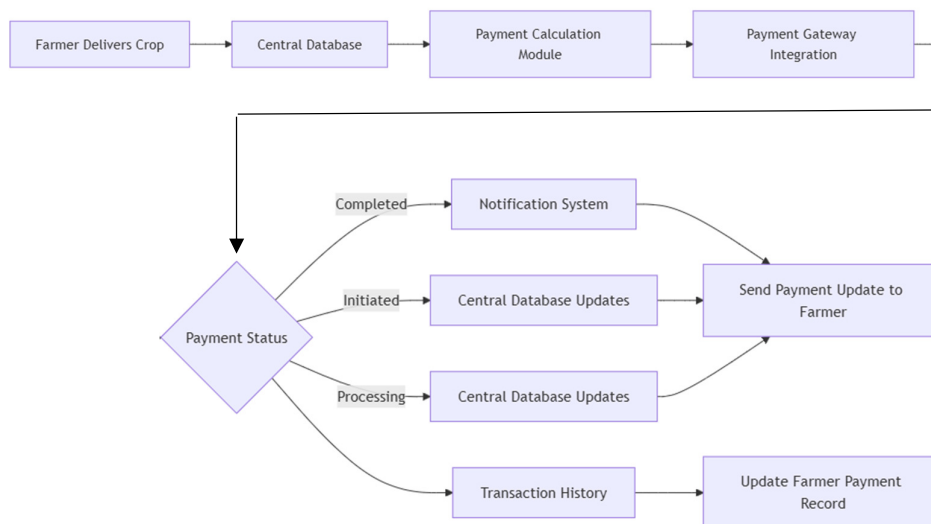 Farmer Delivers Crop
Central Database
Payment Calculation
Module
Payment Gateway
Integration
Completed
Notification System
Initiated
Central Database Updates
Send Payment Update to
Farmer
Payment Status
Processing
Central Database Updates
Transaction History
Update Farmer Payment
Record